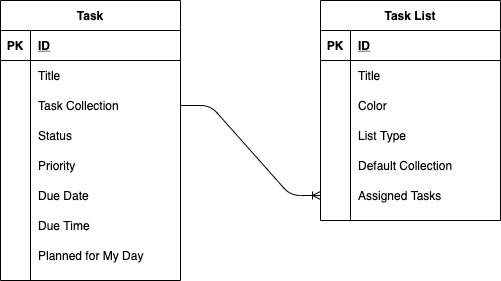 Task
PK ID
Title
Task Collection
Status
Priority
Due Date
Due Time
Planned for My Day
Task List
PK ID
Title
Color
List Type
Default Collection
Assigned Tasks